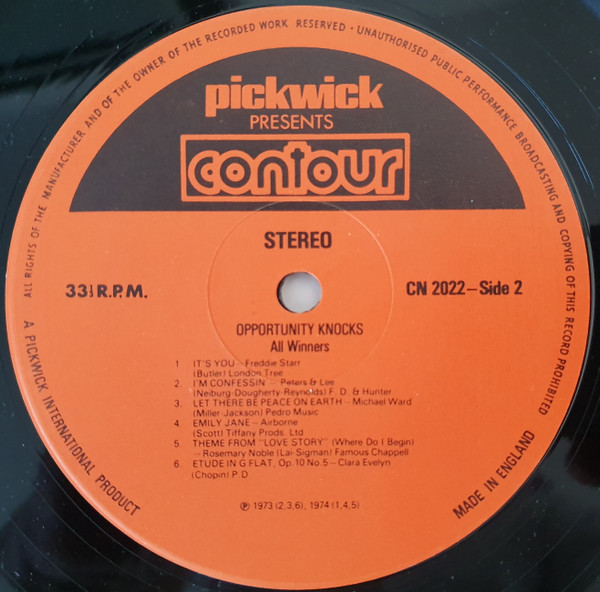 ALL RIGHTS OF THE MANUFACTURER AND OF THE OWNER OF THE RECORDED WORK RESERVED · UNAUTHORISED PUBLIC PERFORMANCE BROADCASTING AND COPYING OF THIS RECORD PROHIBITED
pickwick
PRESENTS
contour
STEREO
33⅓ R.P.M.
CN 2022–Side 2
OPPORTUNITY KNOCKS
All Winners
1 IT'S YOU – Freddie Starr
(Butler) London Tree
2. I'M CONFESSIN – Peters & Lee
(Neiburg-Dougherty-Reynolds) F. D. & Hunter
3. LET THERE BE PEACE ON EARTH – Michael Ward
(Miller-Jackson) Pedro Music
4. EMILY JANE – Airborne
(Scott) Tiffany Prods. Ltd
5 THEME FROM "LOVE STORY" (Where Do I Begin)
– Rosemary Noble (Lai-Sigman) Famous Chappell
6. ETUDE IN G FLAT, Op.10 No.5 – Clara Evelyn
(Chopin) P.D
℗ 1973 (2,3,6), 1974 (1,4,5)
A PICKWICK INTERNATIONAL PRODUCT
MADE IN ENGLAND